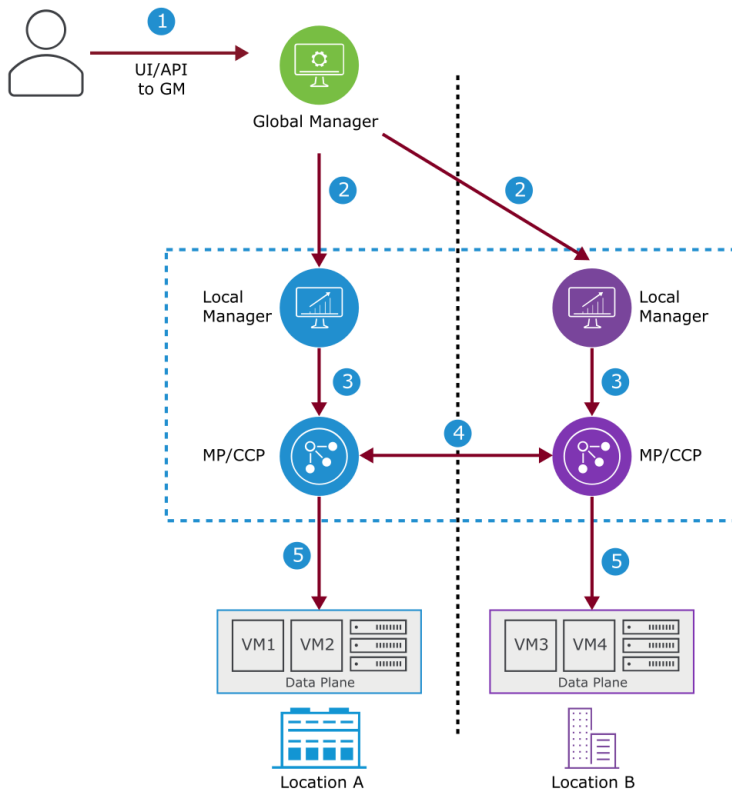 1
UI/API
to GM
Global Manager
2
2
Local
Manager
Local
Manager
3
3
4
MP/CCP
MP/CCP
5
5
VM1
VM2
VM3
VM4
Data Plane
Data Plane
Location A
Location B